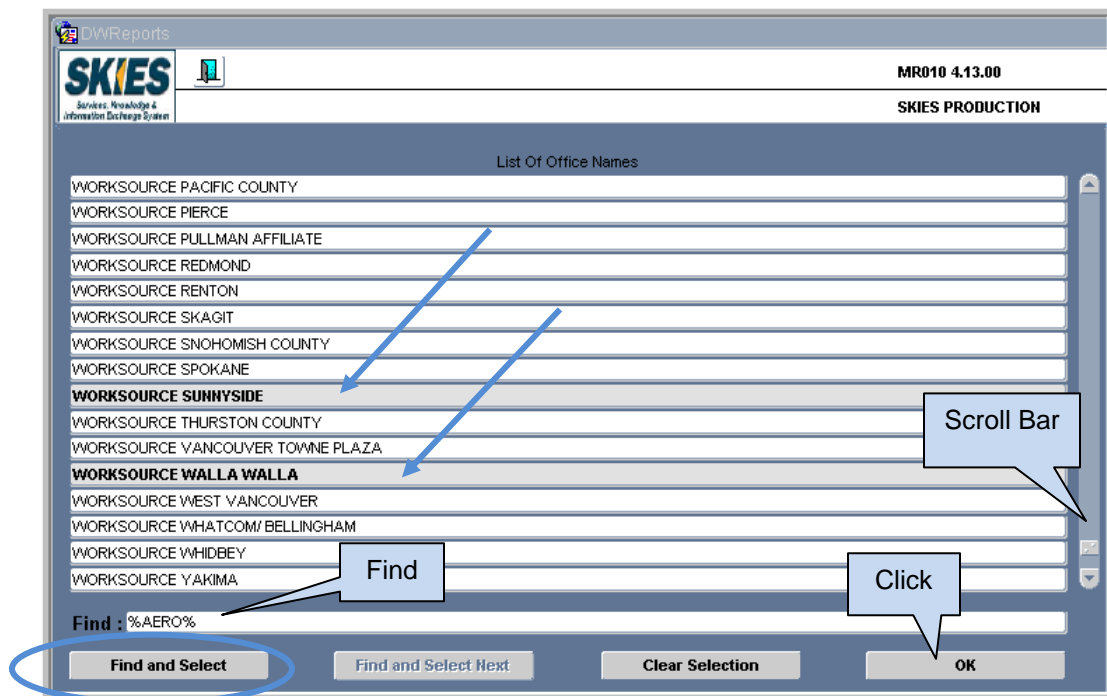 DWReports
SKIES
Services, Knowledge &
Information Exchange System
MR010 4.13.00
SKIES PRODUCTION
List Of Office Names
WORKSOURCE PACIFIC COUNTY
WORKSOURCE PIERCE
WORKSOURCE PULLMAN AFFILIATE
WORKSOURCE REDMOND
WORKSOURCE RENTON
WORKSOURCE SKAGIT
WORKSOURCE SNOHOMISH COUNTY
WORKSOURCE SPOKANE
WORKSOURCE SUNNYSIDE
WORKSOURCE THURSTON COUNTY
WORKSOURCE VANCOUVER TOWNE PLAZA
WORKSOURCE WALLA WALLA
WORKSOURCE WEST VANCOUVER
WORKSOURCE WHATCOM/ BELLINGHAM
WORKSOURCE WHIDBEY
WORKSOURCE YAKIMA
Scroll Bar
Find
Click
Find : %AERO%
Find and Select Find and Select Next Clear Selection OK